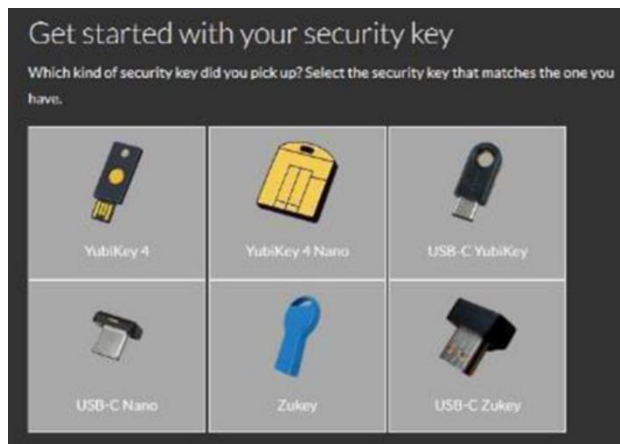 Get started with your security key
Which kind of security key did you pick up? Select the security key that matches the one you
have.
YubiKey 4
YubiKey 4 Nano
USB-C YubiKey
USB-C Nano
Zukey
USB-C Zukey